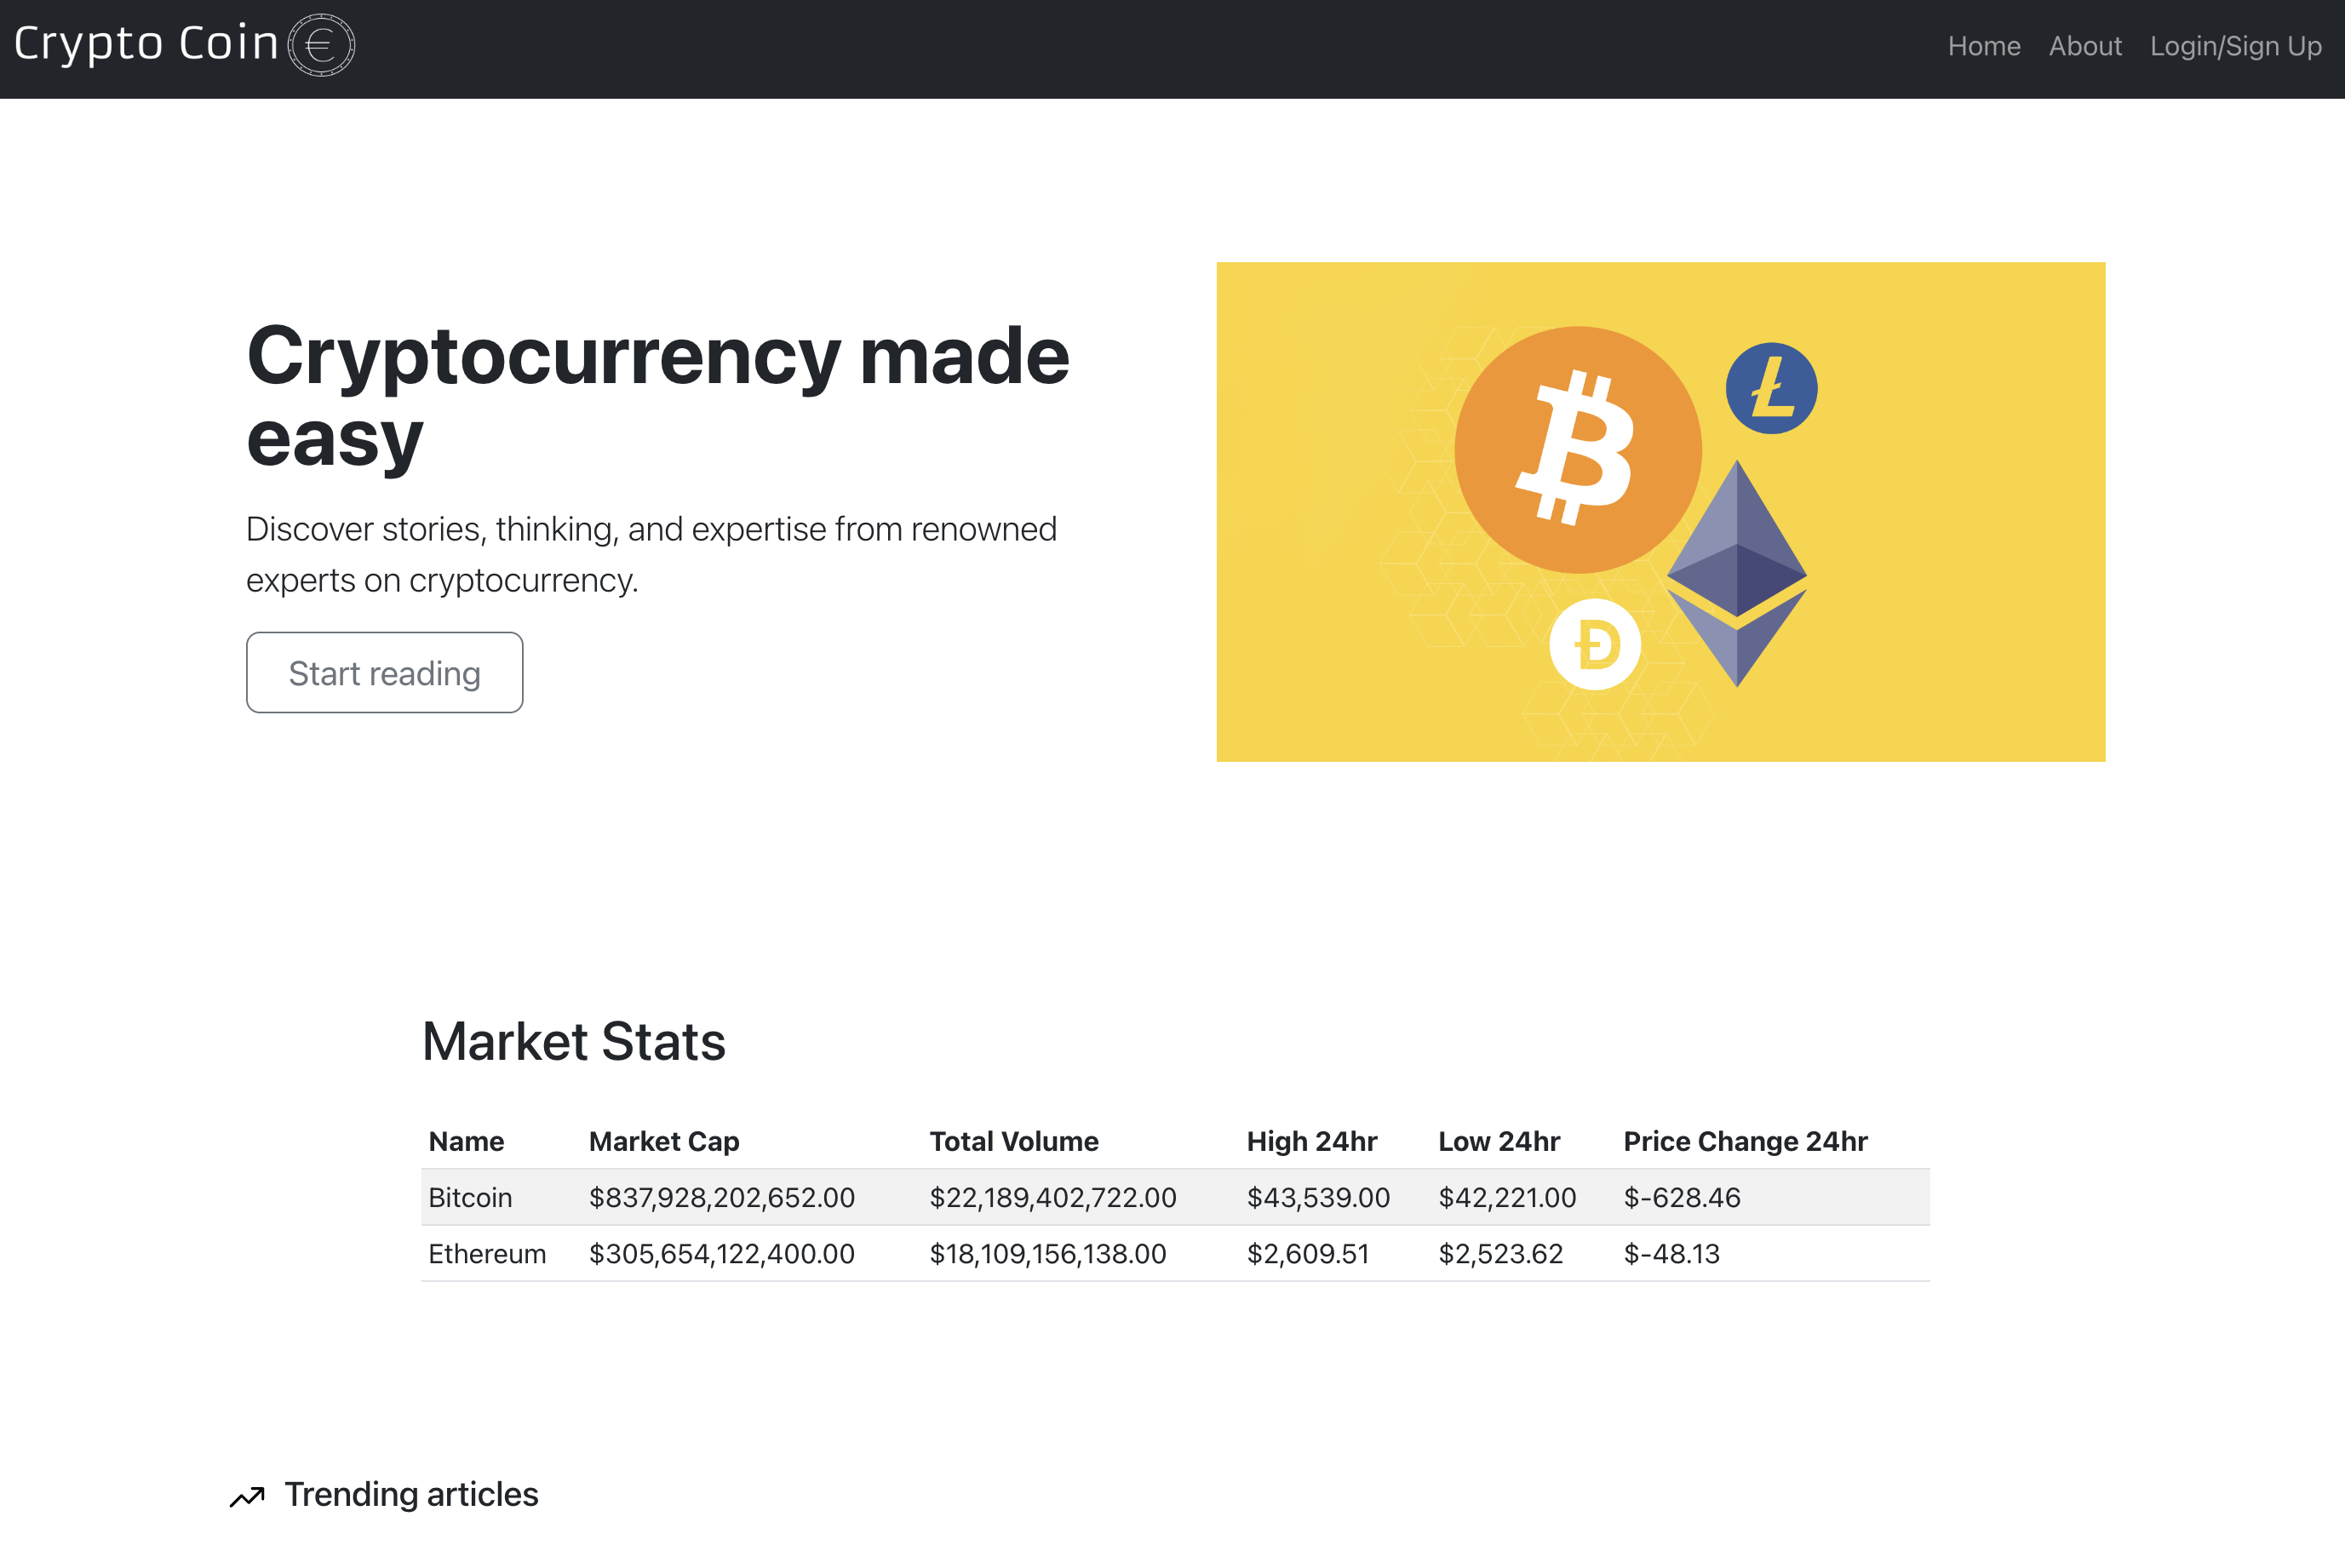 Crypto Coin €
Home About Login/Sign Up
Cryptocurrency made
easy
Discover stories, thinking, and expertise from renowned
experts on cryptocurrency.
Start reading
Market Stats
Name Market Cap Total Volume High 24hr Low 24hr Price Change 24hr
Bitcoin $837,928,202,652.00 $22,189,402,722.00 $43,539.00 $42,221.00 $-628.46
Ethereum $305,654,122,400.00 $18,109,156,138.00 $2,609.51 $2,523.62 $-48.13
Trending articles